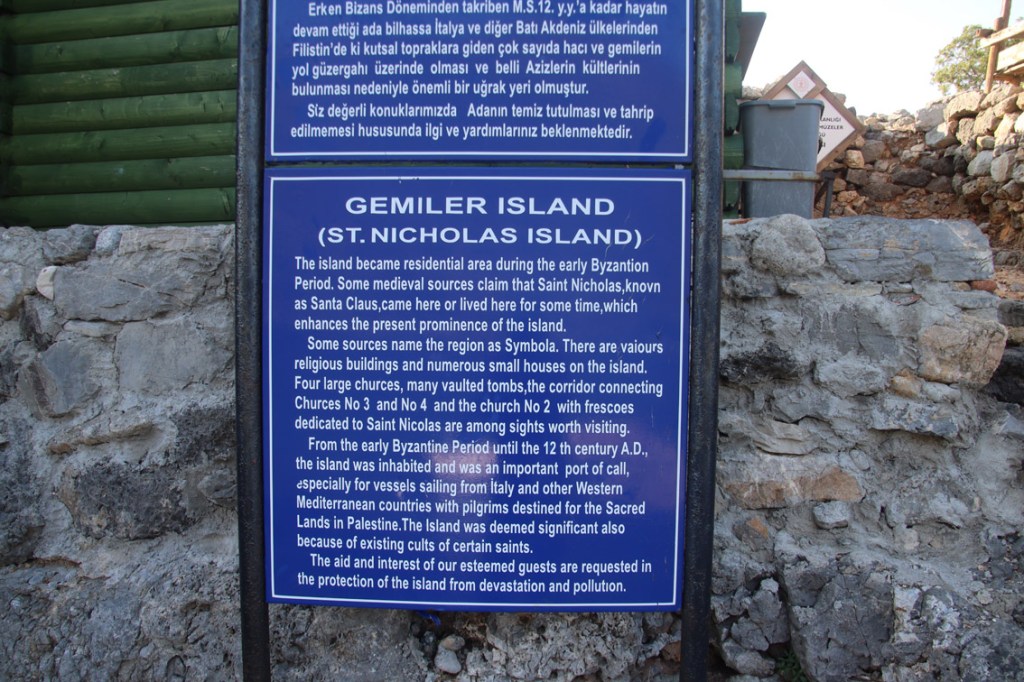 Erken Bizans Döneminden takriben M.S.12. y.y.'a kadar hayatın
devam ettiği ada bilhassa İtalya ve diğer Batı Akdeniz ülkelerinden
Filistin'de ki kutsal topraklara giden çok sayıda hacı ve gemilerin
yol güzergahı üzerinde olması ve belli Azizlerin kültlerinin
bulunması nedeniyle önemli bir uğrak yeri olmuştur.
Siz değerli konuklarımızda Adanın temiz tutulması ve tahrip
edilmemesi hususunda ilgi ve yardımlarınız beklenmektedir.
GEMILER ISLAND
(ST. NICHOLAS ISLAND)
The island became residential area during the early Byzantion
Period. Some medieval sources claim that Saint Nicholas,knovn
as Santa Claus,came here or lived here for some time,which
enhances the present prominence of the island.
Some sources name the region as Symbola. There are vaiours
religious buildings and numerous small houses on the island.
Four large churces, many vaulted tombs,the corridor connecting
Churces No 3 and No 4 and the church No 2 with frescoes
dedicated to Saint Nicolas are among sights worth visiting.
From the early Byzantine Period until the 12 th century A.D.,
the island was inhabited and was an important port of call,
especially for vessels sailing from İtaly and other Western
Mediterranean countries with pilgrims destined for the Sacred
Lands in Palestine.The Island was deemed significant also
because of existing cults of certain saints.
The aid and interest of our esteemed guests are requested in
the protection of the island from devastation and pollution.